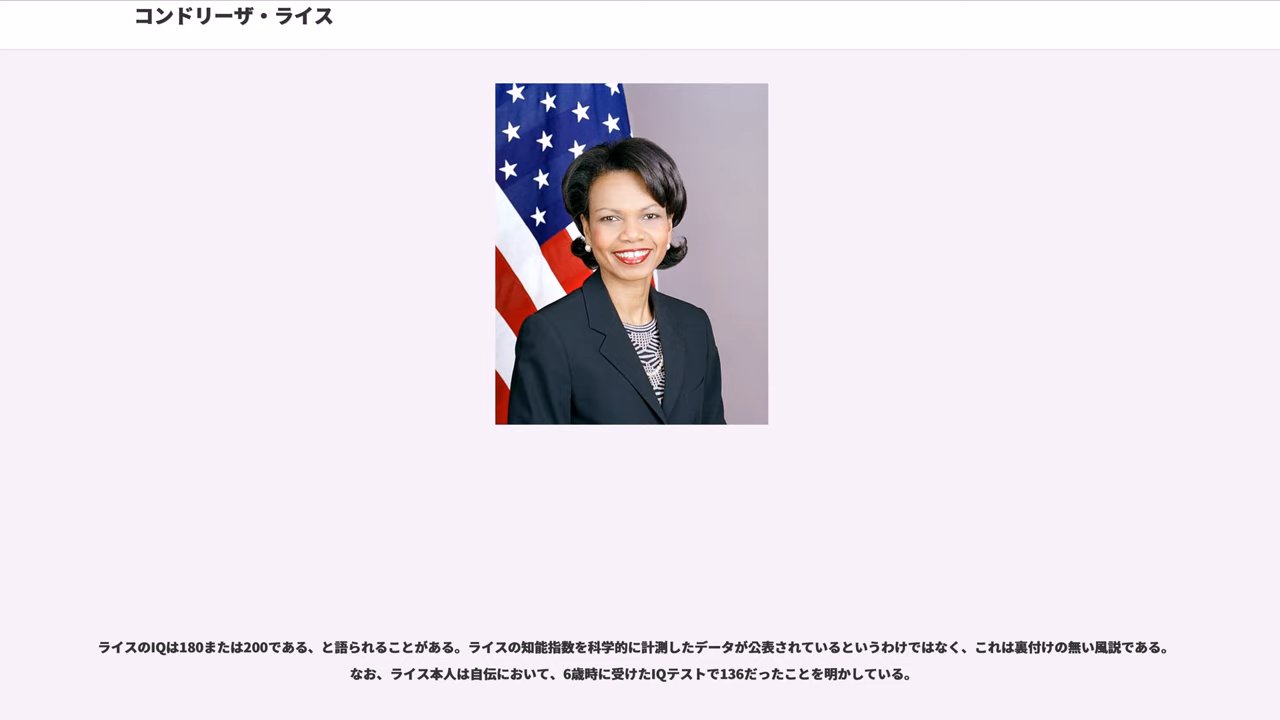 コンドリーザ・ライス
ライスのIQは180または200である、と語られることがある。ライスの知能指数を科学的に計測したデータが公表されているというわけではなく、これは裏付けの無い風説である。
なお、ライス本人は自伝において、6歳時に受けたIQテストで136だったことを明かしている。